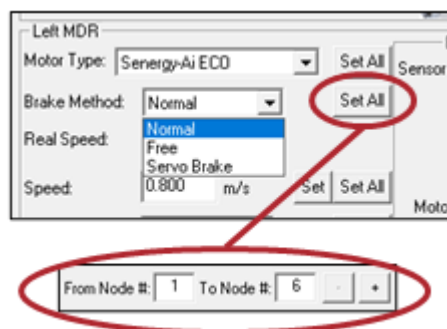 Left MDR
Motor Type: Senergy-Ai ECO Set All Sensor
Brake Method: Normal Set All
Normal
Real Speed: Free
Servo Brake
Speed: 0.800 m/s Set Set All
Moto
From Node #: 1 To Node #: 6 - +